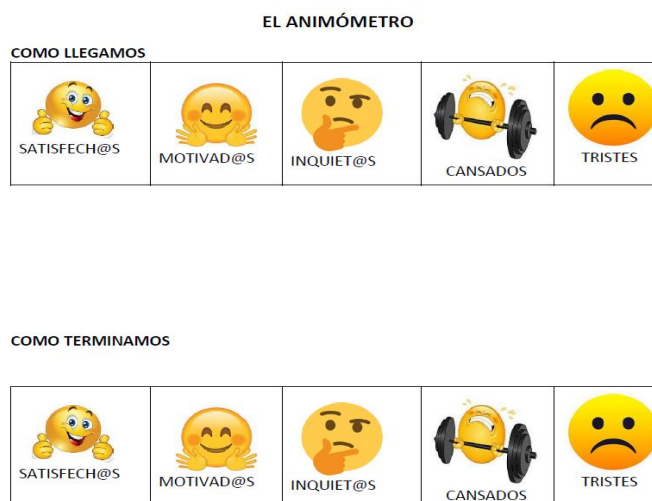 EL ANIMÓMETRO
COMO LLEGAMOS
SATISFECH@S
MOTIVAD@S
INQUIET@S
CANSADOS
TRISTES
COMO TERMINAMOS
SATISFECH@S
MOTIVAD@S
INQUIET@S
CANSADOS
TRISTES